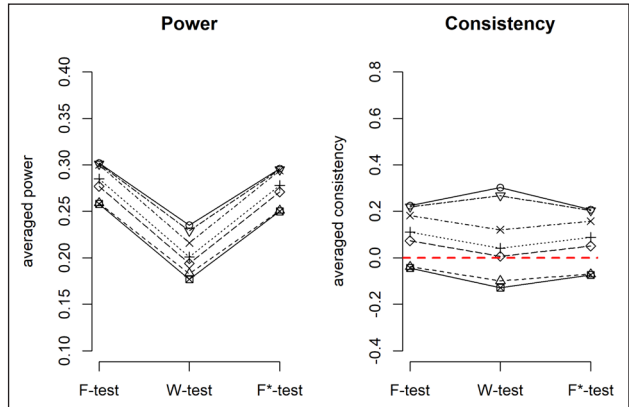 Power
Consistency
averaged power
0.40
0.35
0.30
0.25
0.20
0.15
0.10
F-test
W-test
F*-test
averaged consistency
0.8
0.6
0.4
0.2
0.0
-0.2
-0.4
F-test
W-test
F*-test